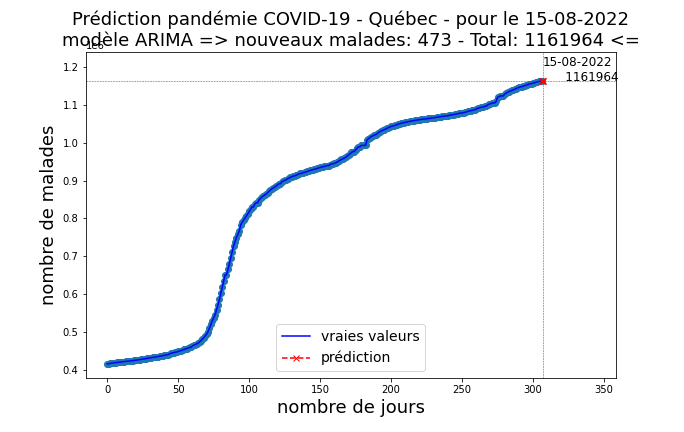 Prédiction pandémie COVID-19 - Québec - pour le 15-08-2022
modèle ARIMA => nouveaux malades: 473 - Total: 1161964 <=
1e6
15-08-2022
1161964
1.2
1.1
1.0
0.9
0.8
0.7
0.6
0.5
0.4
nombre de malades
vraies valeurs
prédiction
0 50 100 150 200 250 300 350
nombre de jours